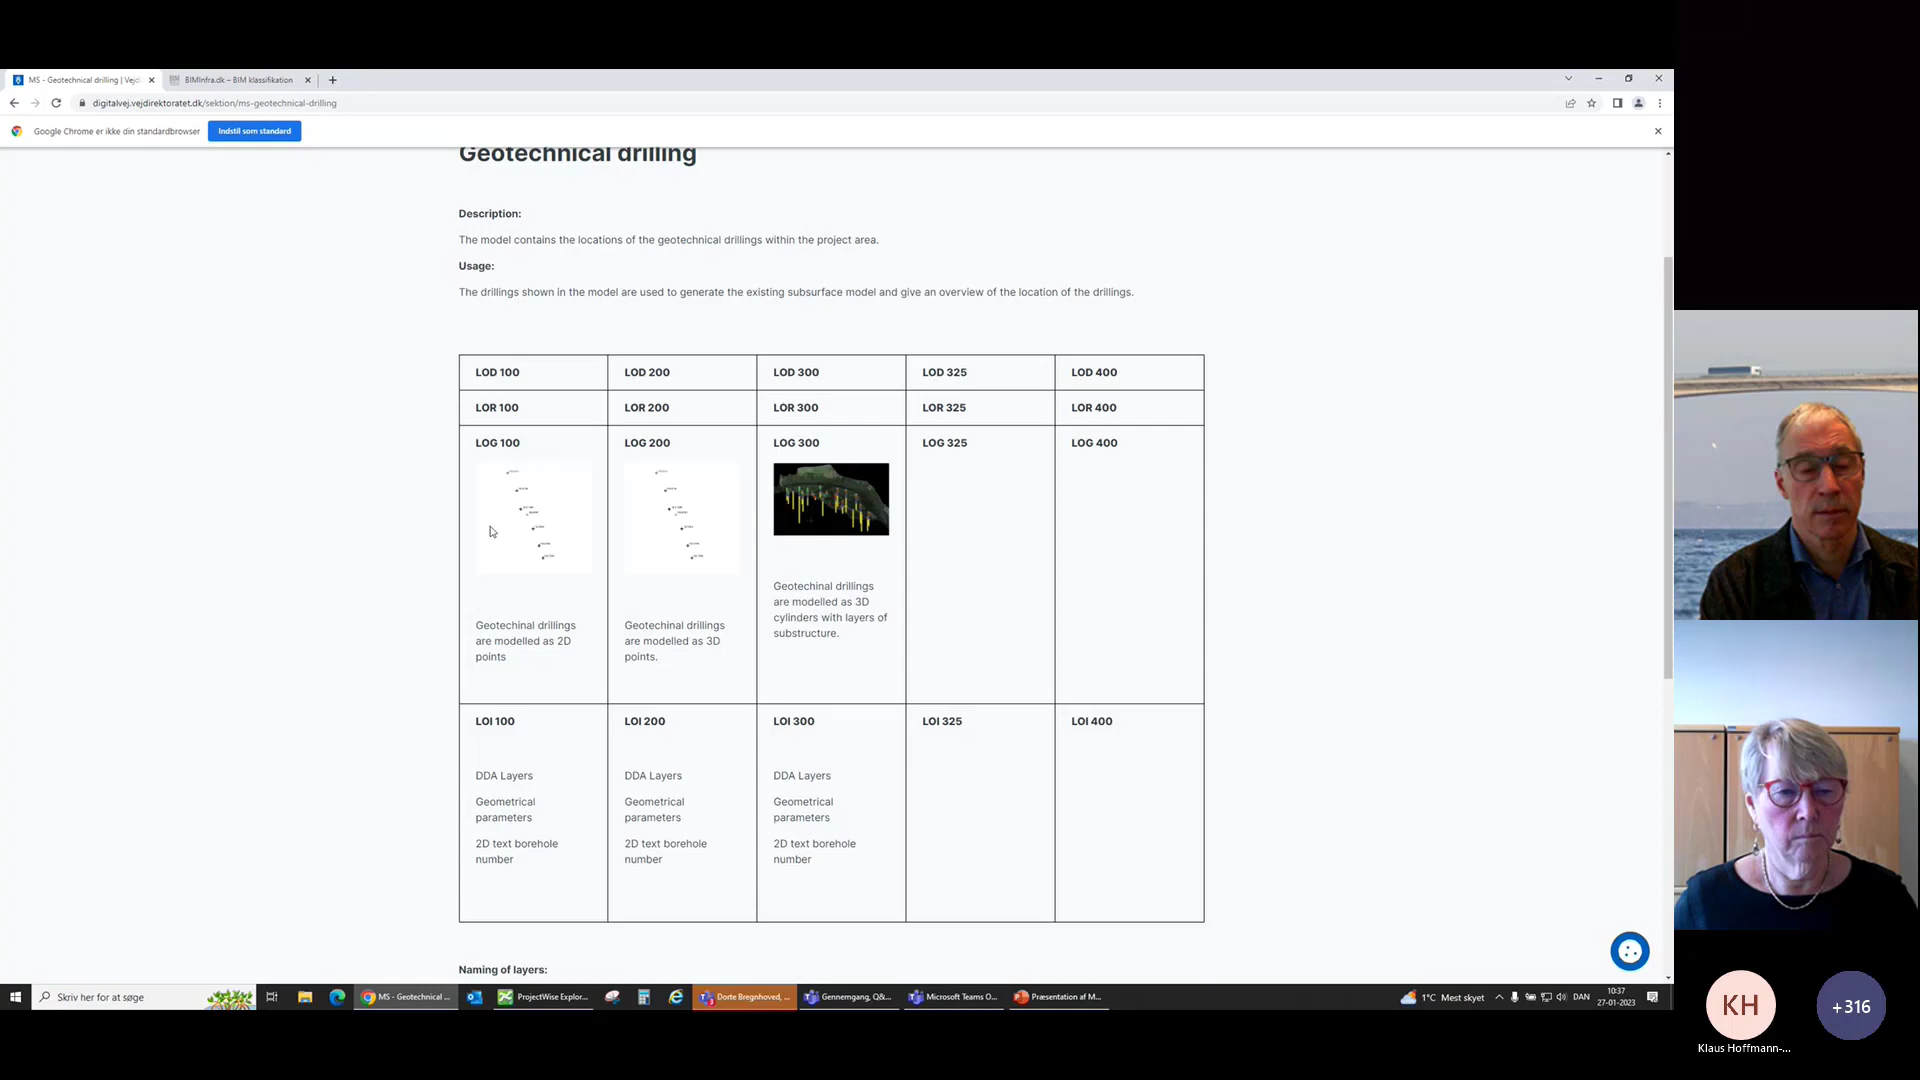 MS - Geotechnical drilling | Vejd
BIMInfra.dk – BIM klassifikation
digitalvej.vejdirektoratet.dk/sektion/ms-geotechnical-drilling
Google Chrome er ikke din standardbrowser
Indstil som standard
Geotechnical drilling
Description:
The model contains the locations of the geotechnical drillings within the project area.
Usage:
The drillings shown in the model are used to generate the existing subsurface model and give an overview of the location of the drillings.
LOD 100 LOD 200 LOD 300 LOD 325 LOD 400
LOR 100 LOR 200 LOR 300 LOR 325 LOR 400
LOG 100 LOG 200 LOG 300 LOG 325 LOG 400
Geotechinal drillings
are modelled as 2D
points
Geotechinal drillings
are modelled as 3D
points.
Geotechinal drillings
are modelled as 3D
cylinders with layers of
substructure.
LOI 100 LOI 200 LOI 300 LOI 325 LOI 400
DDA Layers
Geometrical
parameters
2D text borehole
number
DDA Layers
Geometrical
parameters
2D text borehole
number
DDA Layers
Geometrical
parameters
2D text borehole
number
Naming of layers:
Skriv her for at søge
MS - Geotechnical ...
ProjectWise Explor...
Dorte Bregnhoved, ...
Gennemgang, Q&...
Microsoft Teams O...
Præsentation af M...
1°C Mest skyet
DAN
10:37
27-01-2023
KH
+316
Klaus Hoffmann-...